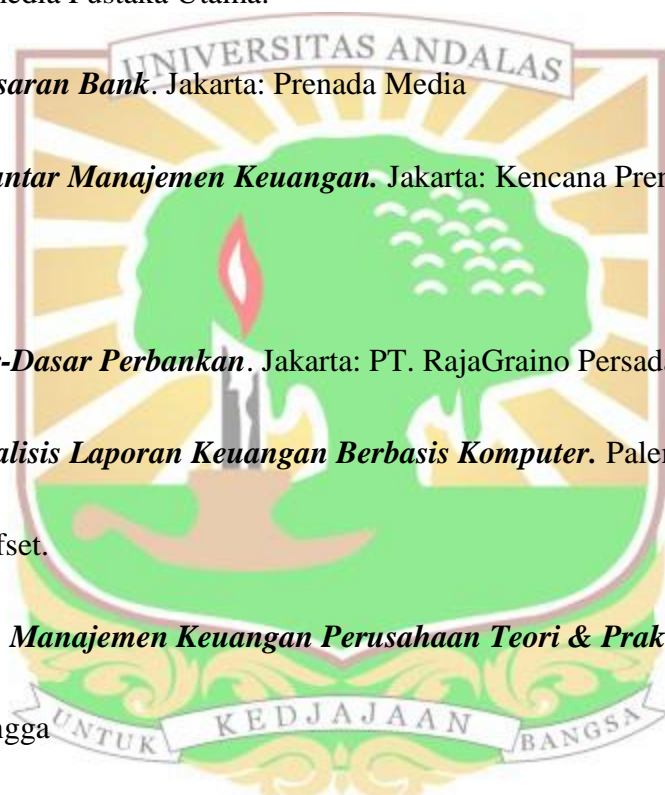 media Pustaka Utama.
UNIVERSITAS ANDALAS
saran Bank. Jakarta: Prenada Media
antar Manajemen Keuangan. Jakarta: Kencana Pren
-Dasar Perbankan. Jakarta: PT. RajaGraino Persada
alisis Laporan Keuangan Berbasis Komputer. Paler
fset.
Manajemen Keuangan Perusahaan Teori & Prak
ngga
UNTUK KEDJAJAAN BANGSA